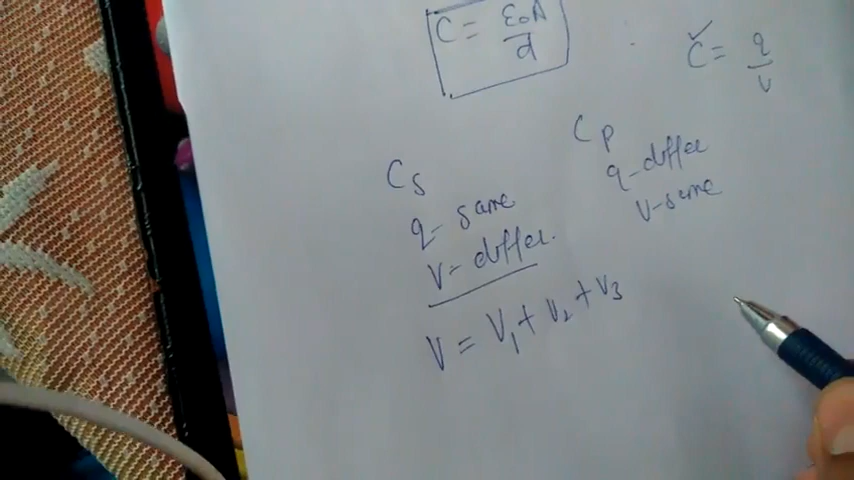 C = ε₀A/d
C = q/v
Cs
q- same
V- differ.
Cp
q-differ
V-same
V = V₁ + V₂ + V₃